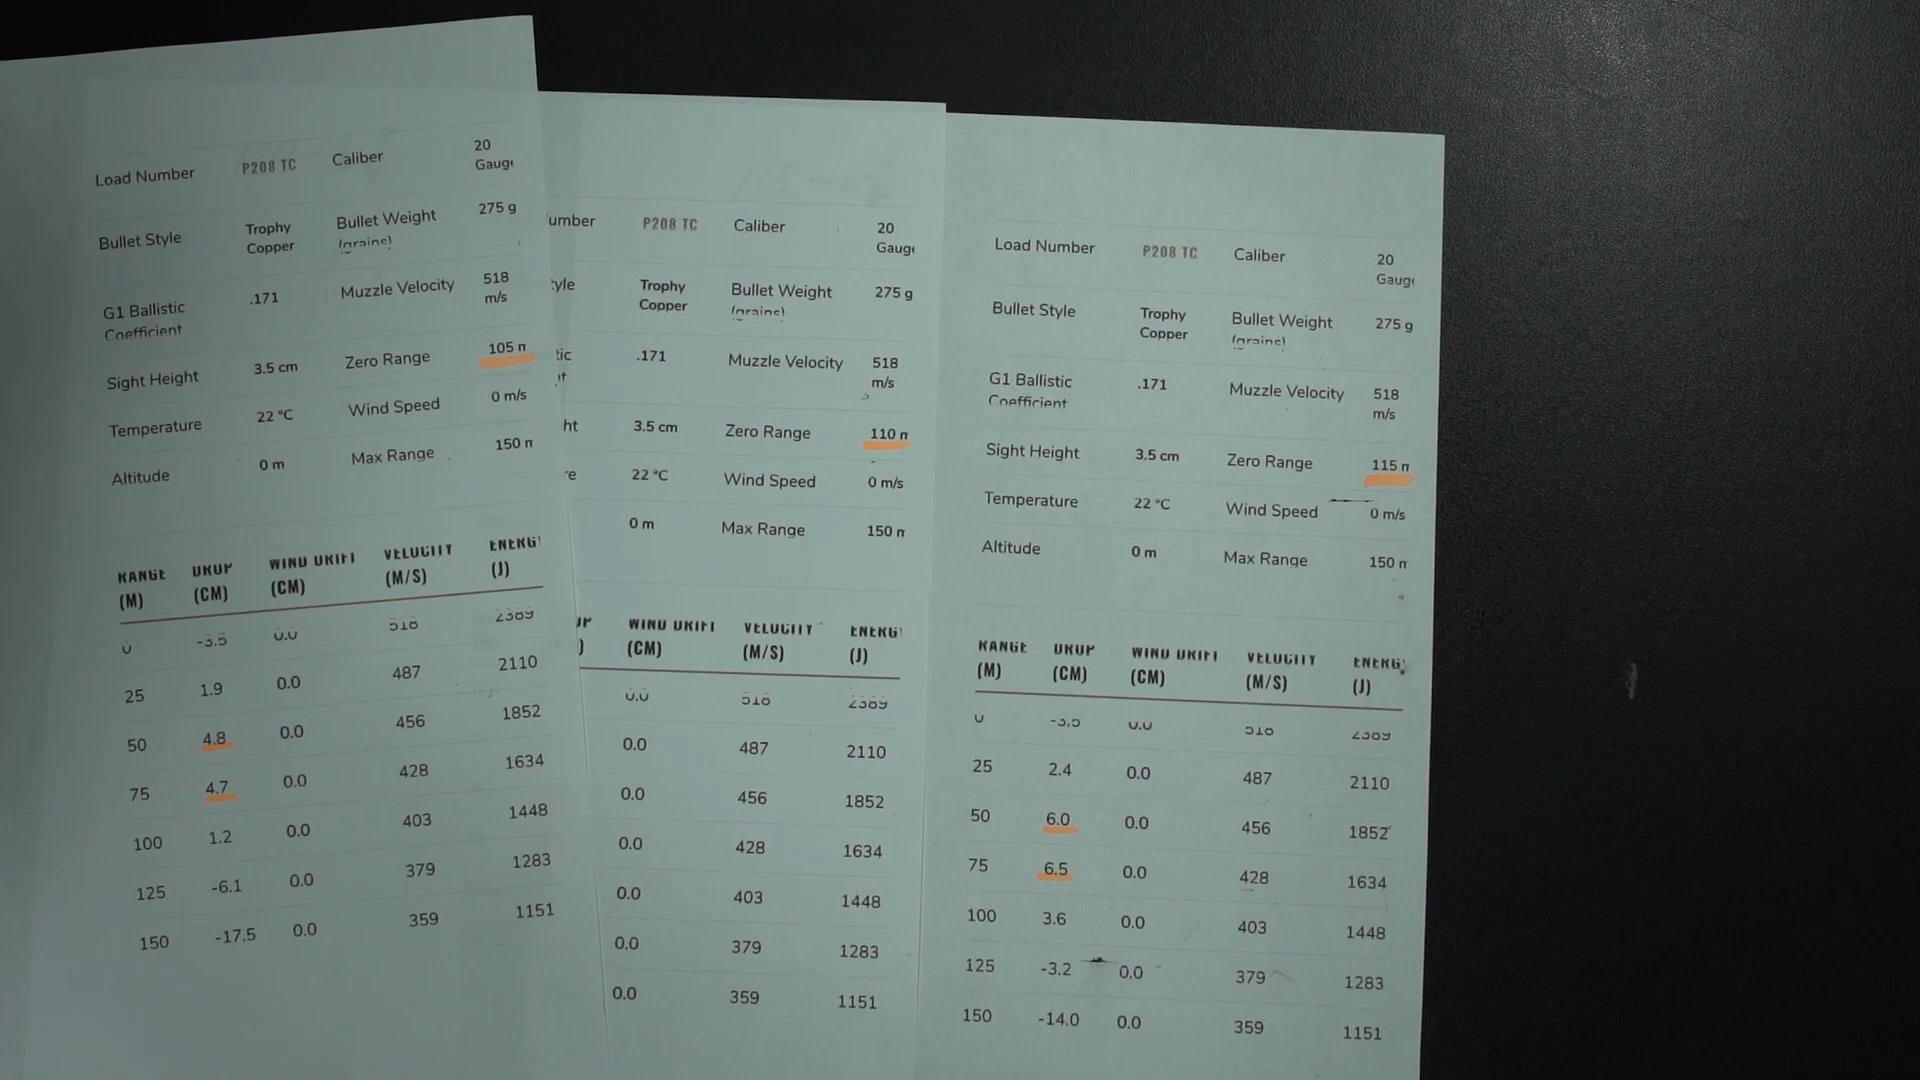 Load Number P208 TC Caliber 20 Gauge
Bullet Style Trophy Copper Bullet Weight (grains) 275 g
G1 Ballistic Coefficient .171 Muzzle Velocity 518 m/s
Sight Height 3.5 cm Zero Range 105 m
Temperature 22 °C Wind Speed 0 m/s
Altitude 0 m Max Range 150 m
RANGE (M) DROP (CM) WIND DRIFT (CM) VELOCITY (M/S) ENERGY (J)
0 -3.5 0.0 518 2389
25 1.9 0.0 487 2110
50 4.8 0.0 456 1852
75 4.7 0.0 428 1634
100 1.2 0.0 403 1448
125 -6.1 0.0 379 1283
150 -17.5 0.0 359 1151
umber P208 TC Caliber 20 Gauge
tyle Trophy Copper Bullet Weight (grains) 275 g
tic .171 Muzzle Velocity 518 m/s
ht 3.5 cm Zero Range 110 m
re 22 °C Wind Speed 0 m/s
0 m Max Range 150 m
WIND DRIFT (CM) VELOCITY (M/S) ENERGY (J)
0.0 518 2389
0.0 487 2110
0.0 456 1852
0.0 428 1634
0.0 403 1448
0.0 379 1283
0.0 359 1151
Load Number P208 TC Caliber 20 Gauge
Bullet Style Trophy Copper Bullet Weight (grains) 275 g
G1 Ballistic Coefficient .171 Muzzle Velocity 518 m/s
Sight Height 3.5 cm Zero Range 115 m
Temperature 22 °C Wind Speed 0 m/s
Altitude 0 m Max Range 150 m
RANGE (M) DROP (CM) WIND DRIFT (CM) VELOCITY (M/S) ENERGY (J)
0 -3.5 0.0 518 2389
25 2.4 0.0 487 2110
50 6.0 0.0 456 1852
75 6.5 0.0 428 1634
100 3.6 0.0 403 1448
125 -3.2 0.0 379 1283
150 -14.0 0.0 359 1151